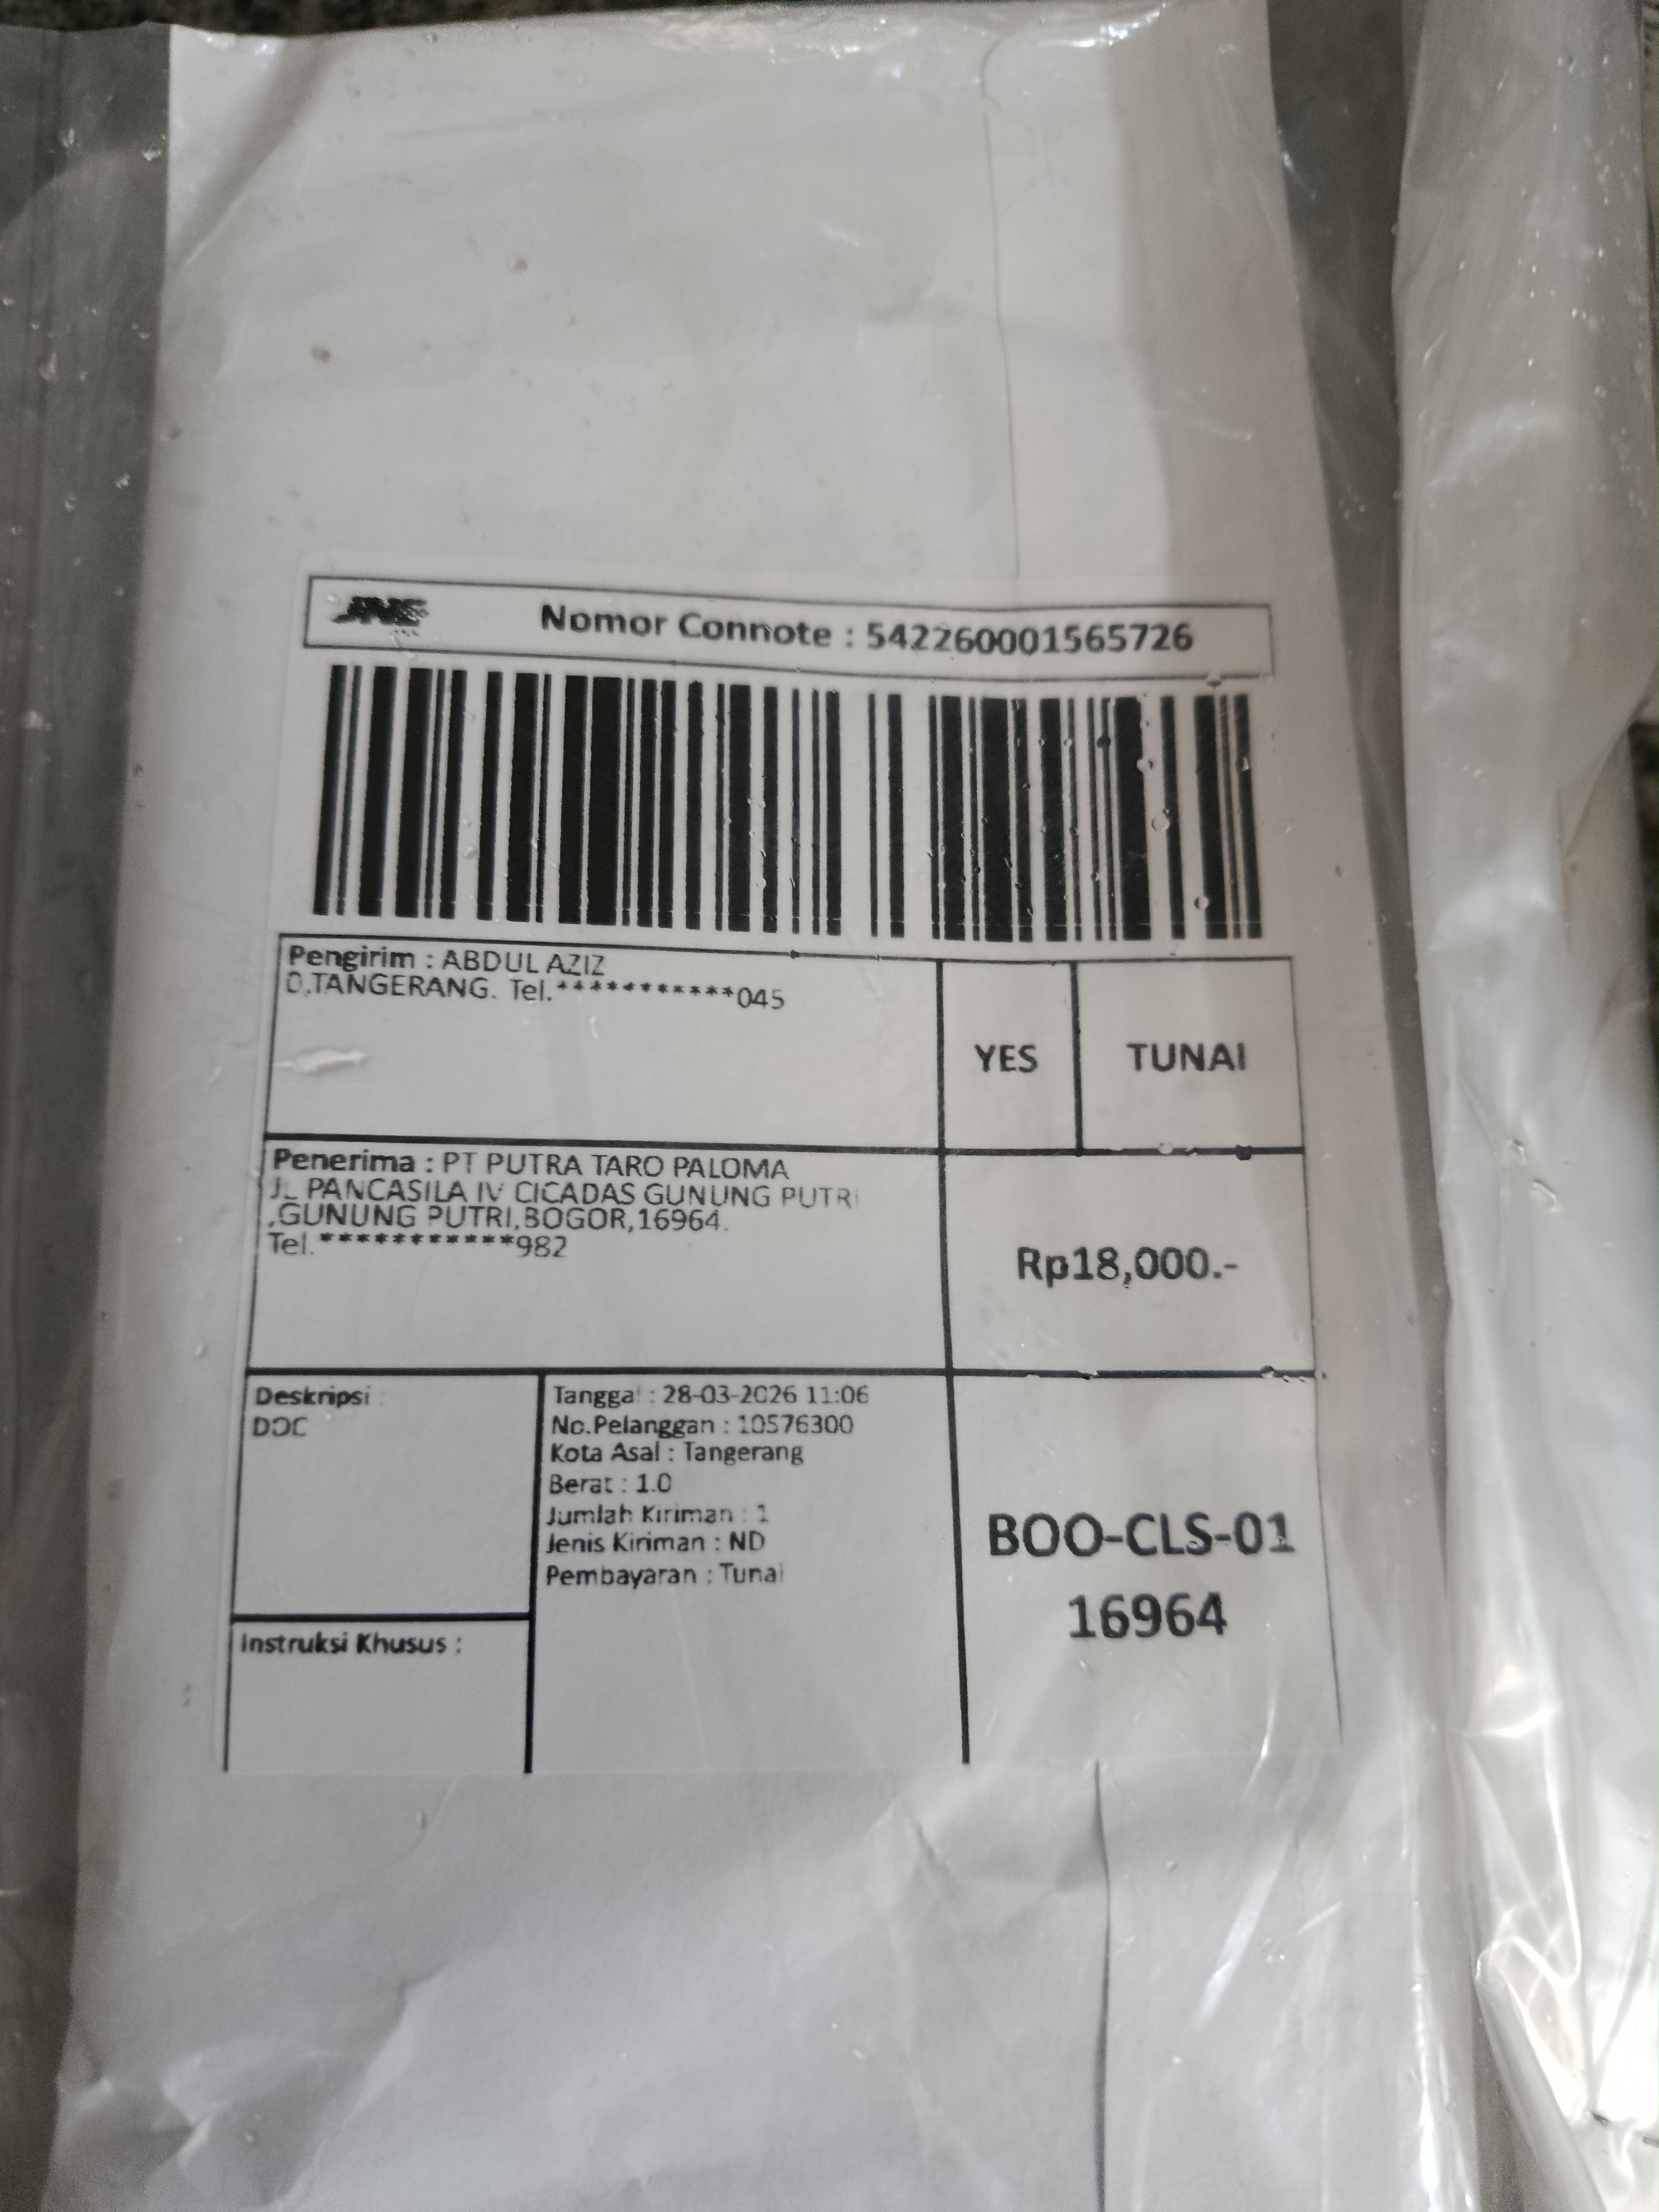 JNE
Nomor Connote : 542260001565726
Pengirim : ABDUL AZIZ
0,TANGERANG. Tel.***********045
YES
TUNAI
Penerima : PT PUTRA TARO PALOMA
JL PANCASILA IV CICADAS GUNUNG PUTRI
,GUNUNG PUTRI,BOGOR,16964.
Tel.***********982
Rp18,000.-
Deskripsi :
DOC
Tanggal : 28-03-2026 11:06
No.Pelanggan : 10576300
Kota Asal : Tangerang
Berat : 1.0
Jumlah Kiriman : 1
Jenis Kiriman : ND
Pembayaran : Tunai
BOO-CLS-01
16964
Instruksi Khusus :